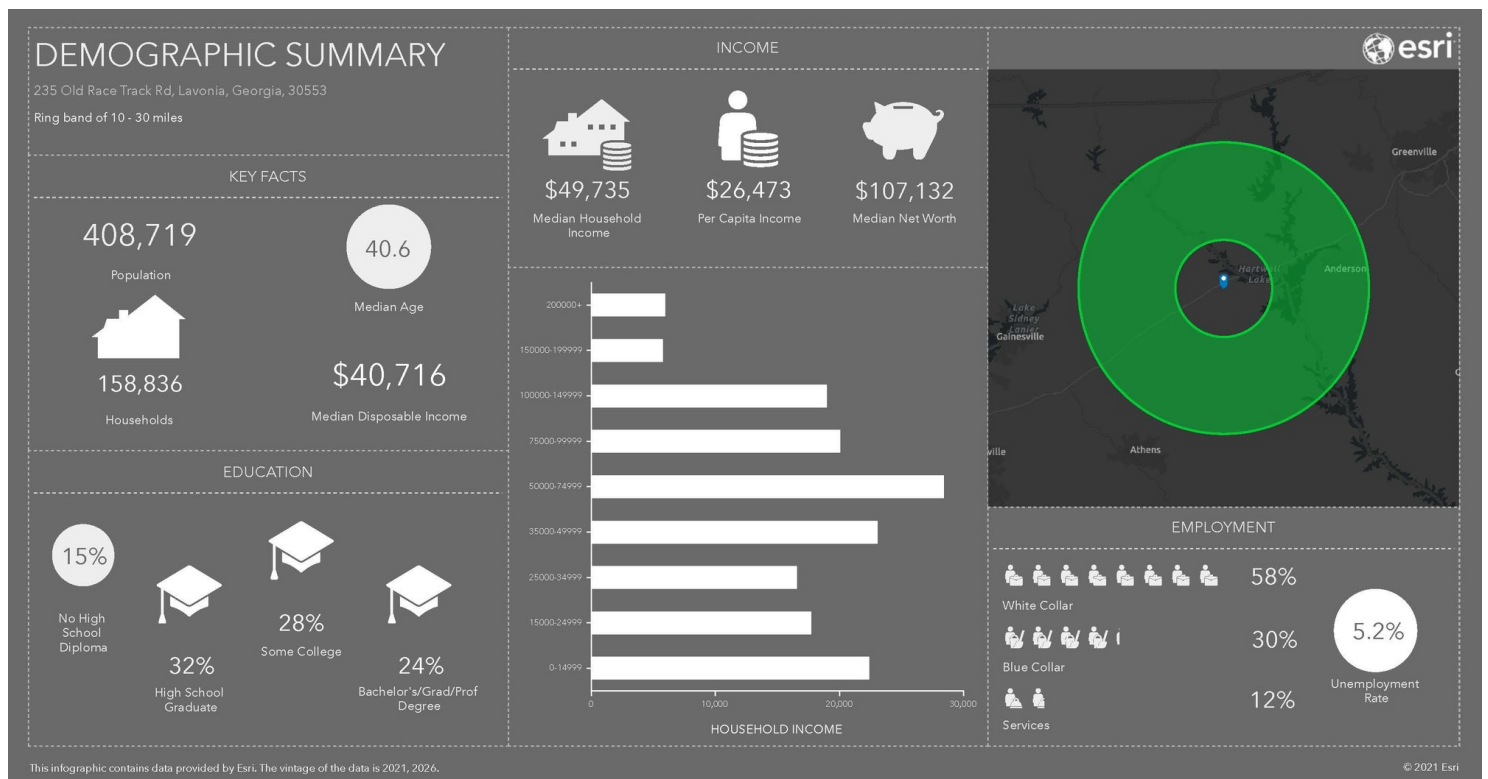 DEMOGRAPHIC SUMMARY
235 Old Race Track Rd, Lavonia, Georgia, 30553
Ring band of 10 - 30 miles
KEY FACTS
408,719
Population
40.6
Median Age
158,836
Households
$40,716
Median Disposable Income
EDUCATION
15%
No High
School
Diploma
32%
High School
Graduate
28%
Some College
24%
Bachelor's/Grad/Prof
Degree
INCOME
$49,735
Median Household
Income
$26,473
Per Capita Income
$107,132
Median Net Worth
200000+
150000-199999
100000-149999
75000-99999
50000-74999
35000-49999
25000-34999
15000-24999
0-14999
0 10,000 20,000 30,000
HOUSEHOLD INCOME
esri
Greenville
Hartwell
Lake
Anderson
Lake
Sidney
Lanier
Gainesville
ville
Athens
EMPLOYMENT
58%
White Collar
30%
Blue Collar
12%
Services
5.2%
Unemployment
Rate
This infographic contains data provided by Esri. The vintage of the data is 2021, 2026.
© 2021 Esri